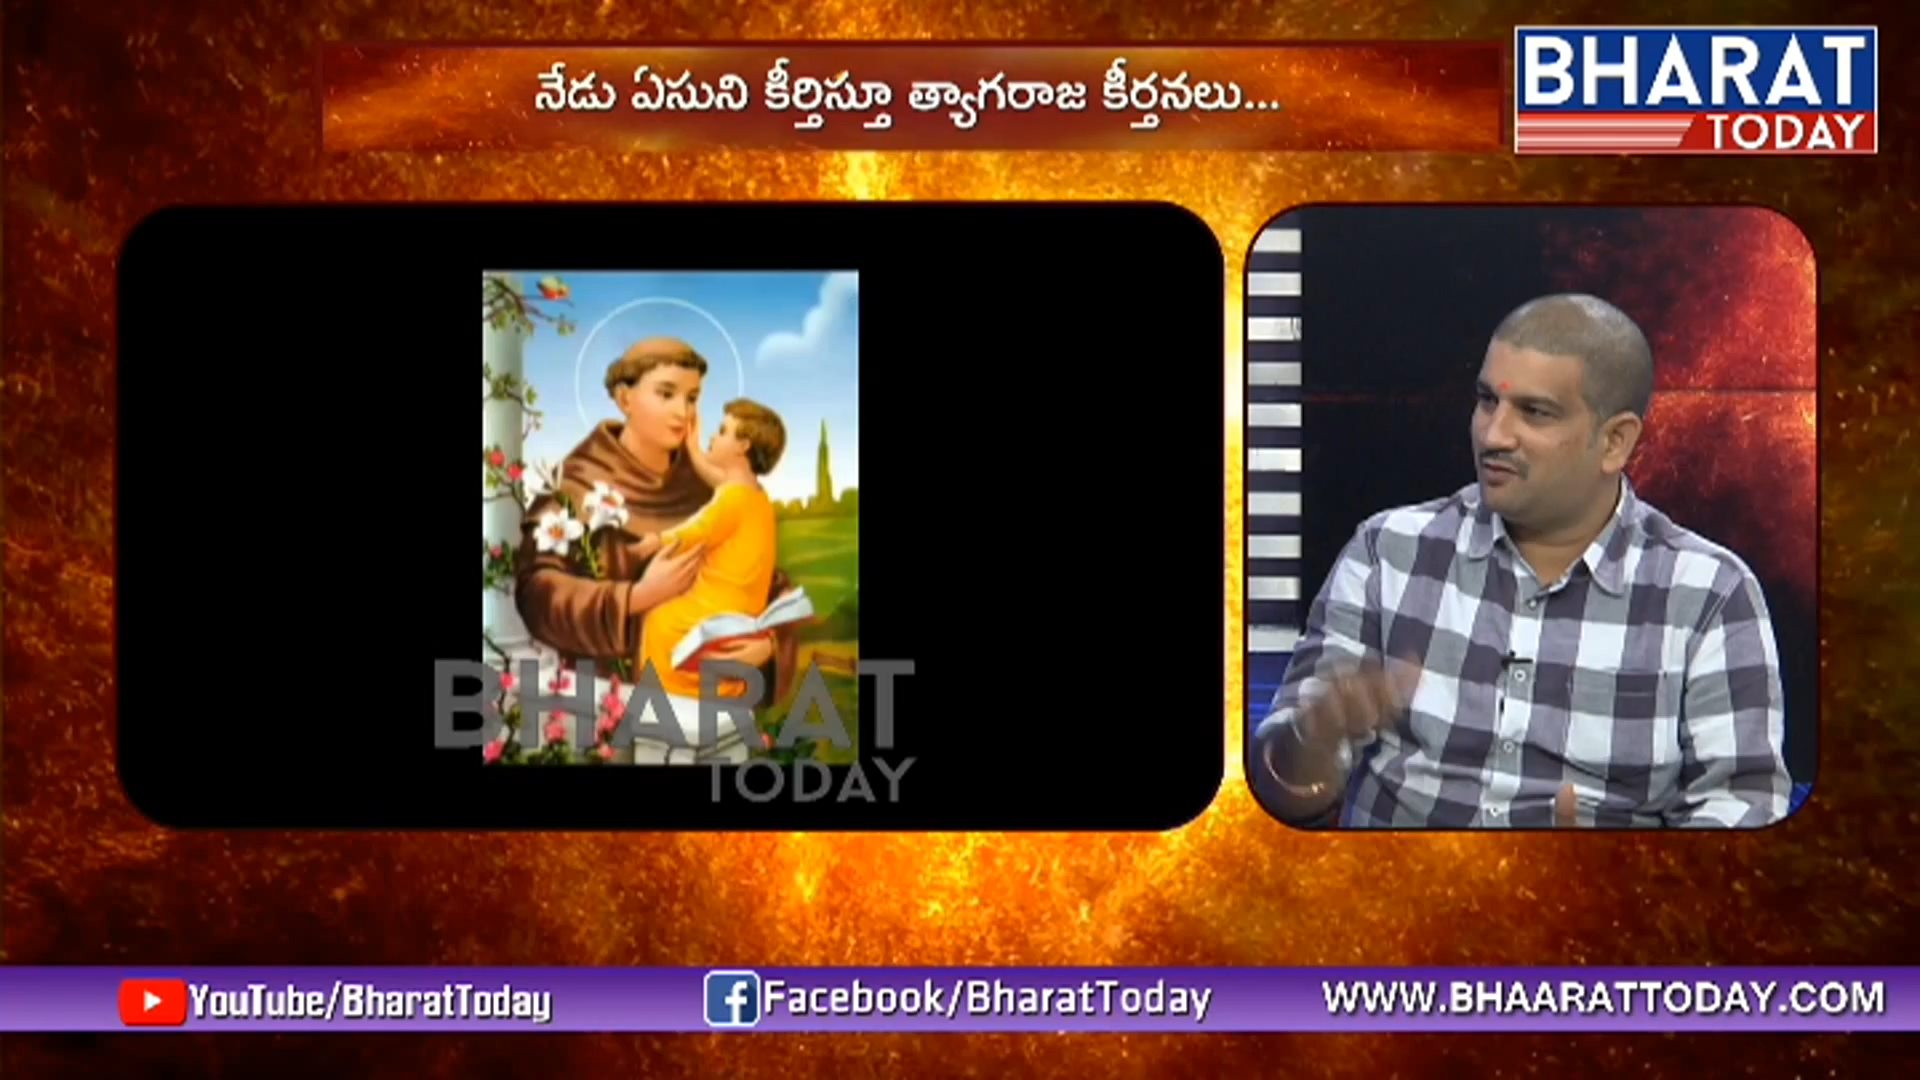 నేడు ఏసుని కీర్తిస్తూ త్యాగరాజ కీర్తనలు...
BHARAT
TODAY
BHARAT
TODAY
YouTube/BharatToday
Facebook/BharatToday
WWW.BHAARATTODAY.COM